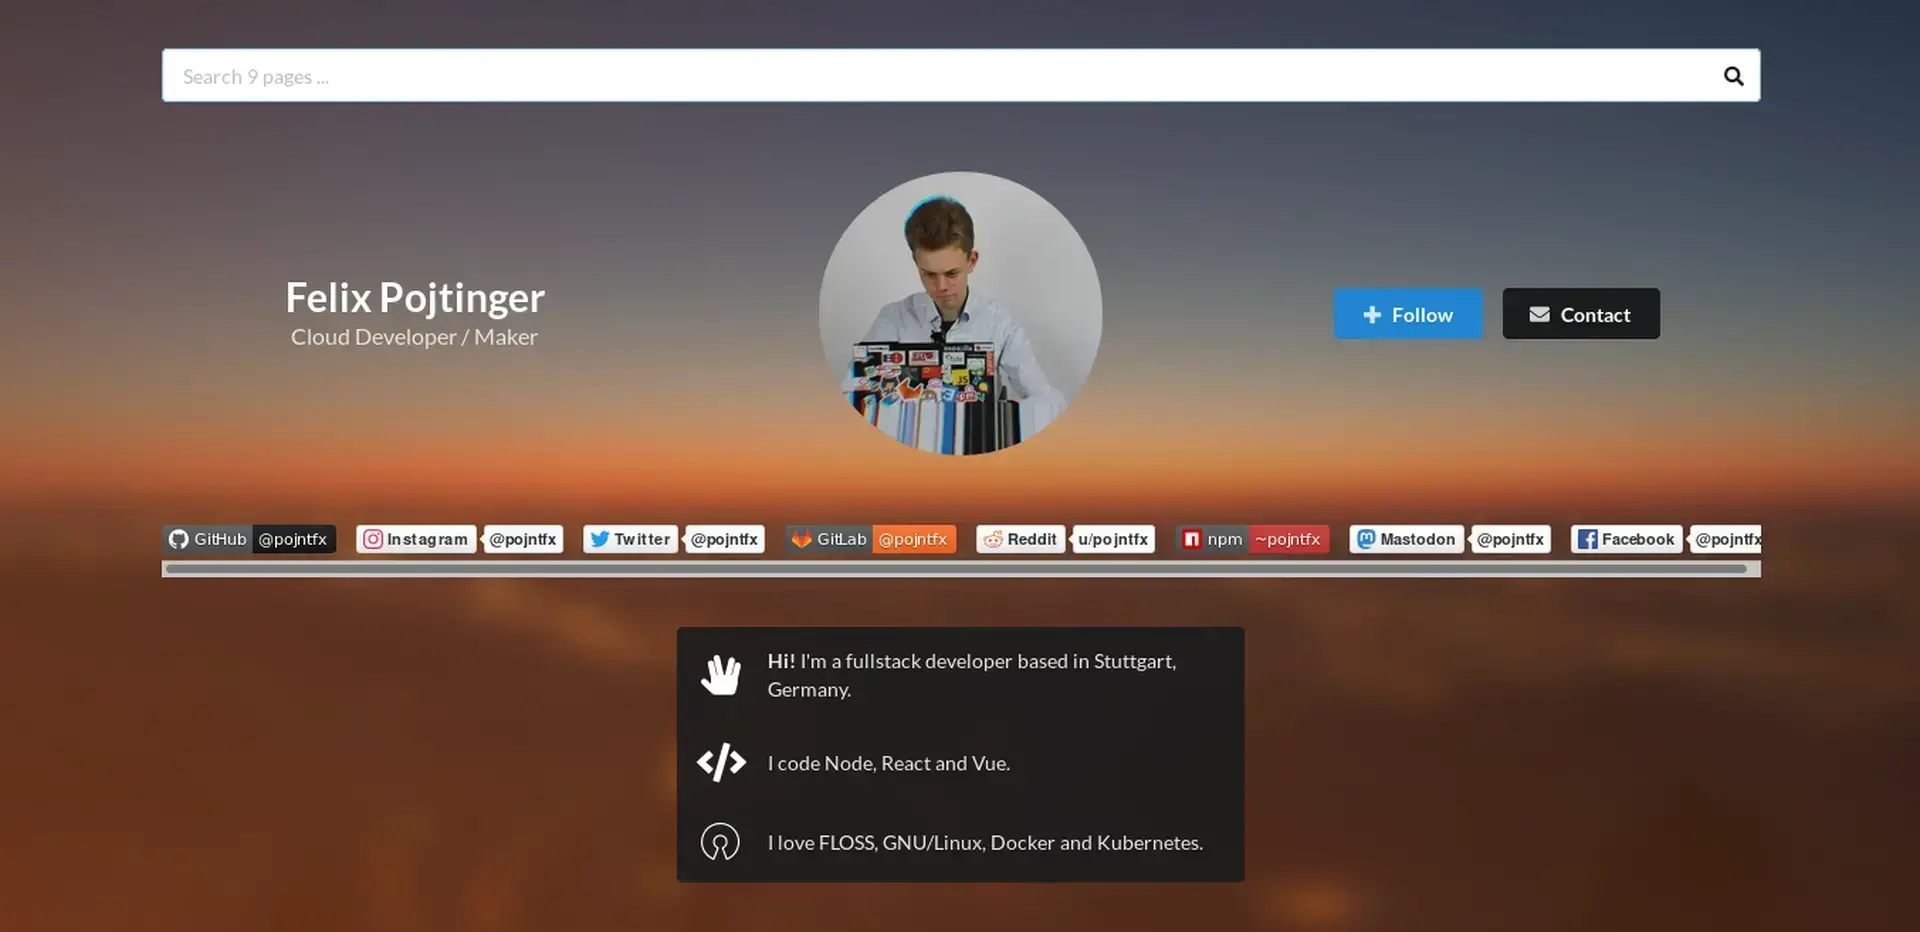 Search 9 pages ...
Felix Pojtinger
Cloud Developer / Maker
Follow
Contact
GitHub @pojntfx Instagram @pojntfx Twitter @pojntfx GitLab @pojntfx Reddit u/pojntfx npm ~pojntfx Mastodon @pojntfx Facebook @pojntfx
Hi! I'm a fullstack developer based in Stuttgart,
Germany.
I code Node, React and Vue.
I love FLOSS, GNU/Linux, Docker and Kubernetes.